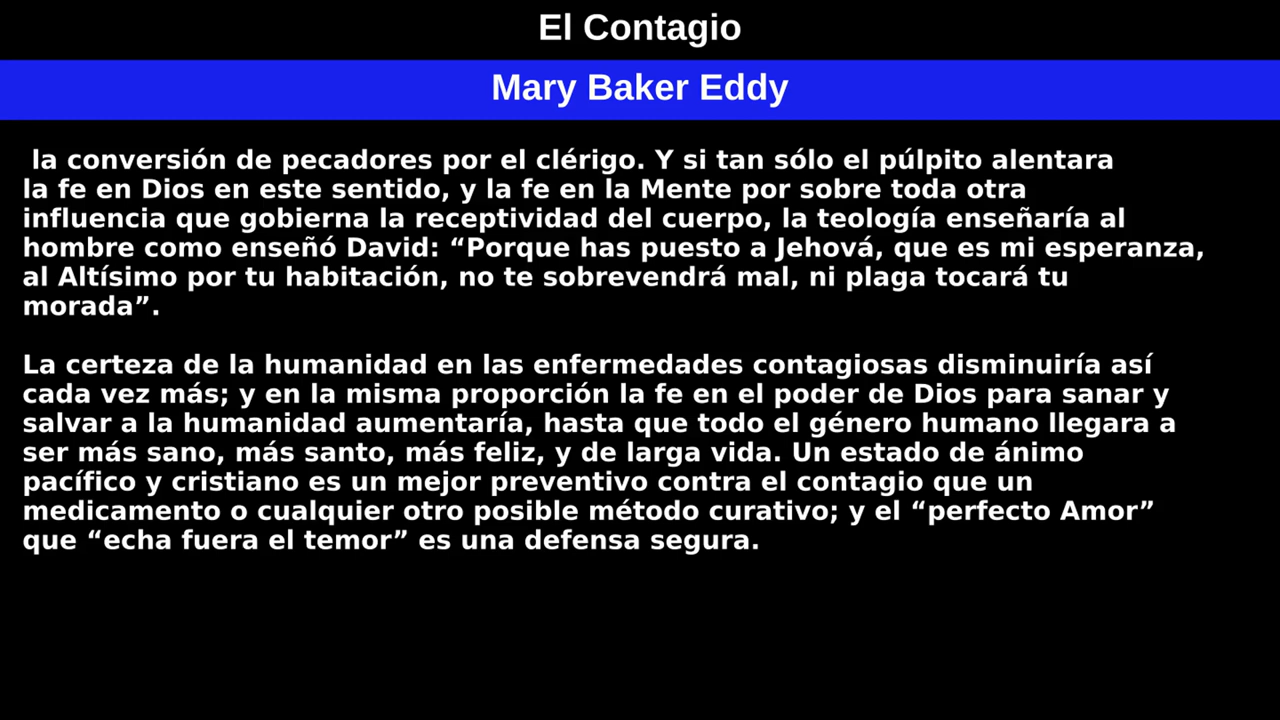 El Contagio
Mary Baker Eddy
la conversión de pecadores por el clérigo. Y si tan sólo el púlpito alentara
la fe en Dios en este sentido, y la fe en la Mente por sobre toda otra
influencia que gobierna la receptividad del cuerpo, la teología enseñaría al
hombre como enseñó David: “Porque has puesto a Jehová, que es mi esperanza,
al Altísimo por tu habitación, no te sobrevendrá mal, ni plaga tocará tu
morada”.
La certeza de la humanidad en las enfermedades contagiosas disminuiría así
cada vez más; y en la misma proporción la fe en el poder de Dios para sanar y
salvar a la humanidad aumentaría, hasta que todo el género humano llegara a
ser más sano, más santo, más feliz, y de larga vida. Un estado de ánimo
pacífico y cristiano es un mejor preventivo contra el contagio que un
medicamento o cualquier otro posible método curativo; y el “perfecto Amor”
que “echa fuera el temor” es una defensa segura.